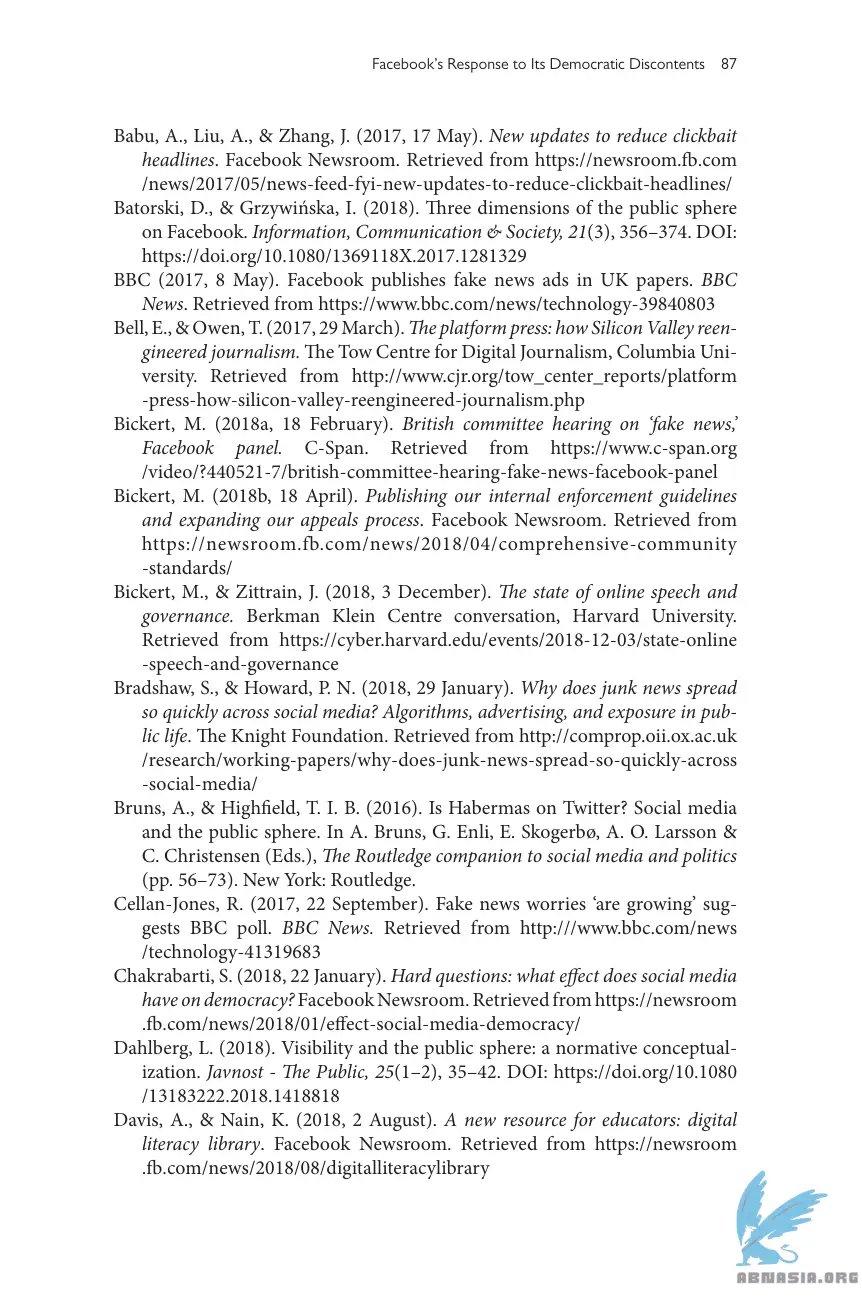 Facebook's Response to Its Democratic Discontents 87
Babu, A., Liu, A., & Zhang, J. (2017, 17 May). New updates to reduce clickbait
headlines. Facebook Newsroom. Retrieved from https://newsroom.fb.com
/news/2017/05/news-feed-fyi-new-updates-to-reduce-clickbait-headlines/
Batorski, D., & Grzywińska, I. (2018). Three dimensions of the public sphere
on Facebook. Information, Communication & Society, 21(3), 356–374. DOI:
https://doi.org/10.1080/1369118X.2017.1281329
BBC (2017, 8 May). Facebook publishes fake news ads in UK papers. BBC
News. Retrieved from https://www.bbc.com/news/technology-39840803
Bell, E., & Owen, T. (2017, 29 March). The platform press: how Silicon Valley reen-
gineered journalism. The Tow Centre for Digital Journalism, Columbia Uni-
versity. Retrieved from http://www.cjr.org/tow_center_reports/platform
-press-how-silicon-valley-reengineered-journalism.php
Bickert, M. (2018a, 18 February). British committee hearing on ‘fake news,’
Facebook panel. C-Span. Retrieved from https://www.c-span.org
/video/?440521-7/british-committee-hearing-fake-news-facebook-panel
Bickert, M. (2018b, 18 April). Publishing our internal enforcement guidelines
and expanding our appeals process. Facebook Newsroom. Retrieved from
https://newsroom.fb.com/news/2018/04/comprehensive-community
-standards/
Bickert, M., & Zittrain, J. (2018, 3 December). The state of online speech and
governance. Berkman Klein Centre conversation, Harvard University.
Retrieved from https://cyber.harvard.edu/events/2018-12-03/state-online
-speech-and-governance
Bradshaw, S., & Howard, P. N. (2018, 29 January). Why does junk news spread
so quickly across social media? Algorithms, advertising, and exposure in pub-
lic life. The Knight Foundation. Retrieved from http://comprop.oii.ox.ac.uk
/research/working-papers/why-does-junk-news-spread-so-quickly-across
-social-media/
Bruns, A., & Highfield, T. I. B. (2016). Is Habermas on Twitter? Social media
and the public sphere. In A. Bruns, G. Enli, E. Skogerbø, A. O. Larsson &
C. Christensen (Eds.), The Routledge companion to social media and politics
(pp. 56–73). New York: Routledge.
Cellan-Jones, R. (2017, 22 September). Fake news worries ‘are growing’ sug-
gests BBC poll. BBC News. Retrieved from http:///www.bbc.com/news
/technology-41319683
Chakrabarti, S. (2018, 22 January). Hard questions: what effect does social media
have on democracy? Facebook Newsroom. Retrieved from https://newsroom
.fb.com/news/2018/01/effect-social-media-democracy/
Dahlberg, L. (2018). Visibility and the public sphere: a normative conceptual-
ization. Javnost - The Public, 25(1–2), 35–42. DOI: https://doi.org/10.1080
/13183222.2018.1418818
Davis, A., & Nain, K. (2018, 2 August). A new resource for educators: digital
literacy library. Facebook Newsroom. Retrieved from https://newsroom
.fb.com/news/2018/08/digitalliteracylibrary
ABNASIA.ORG